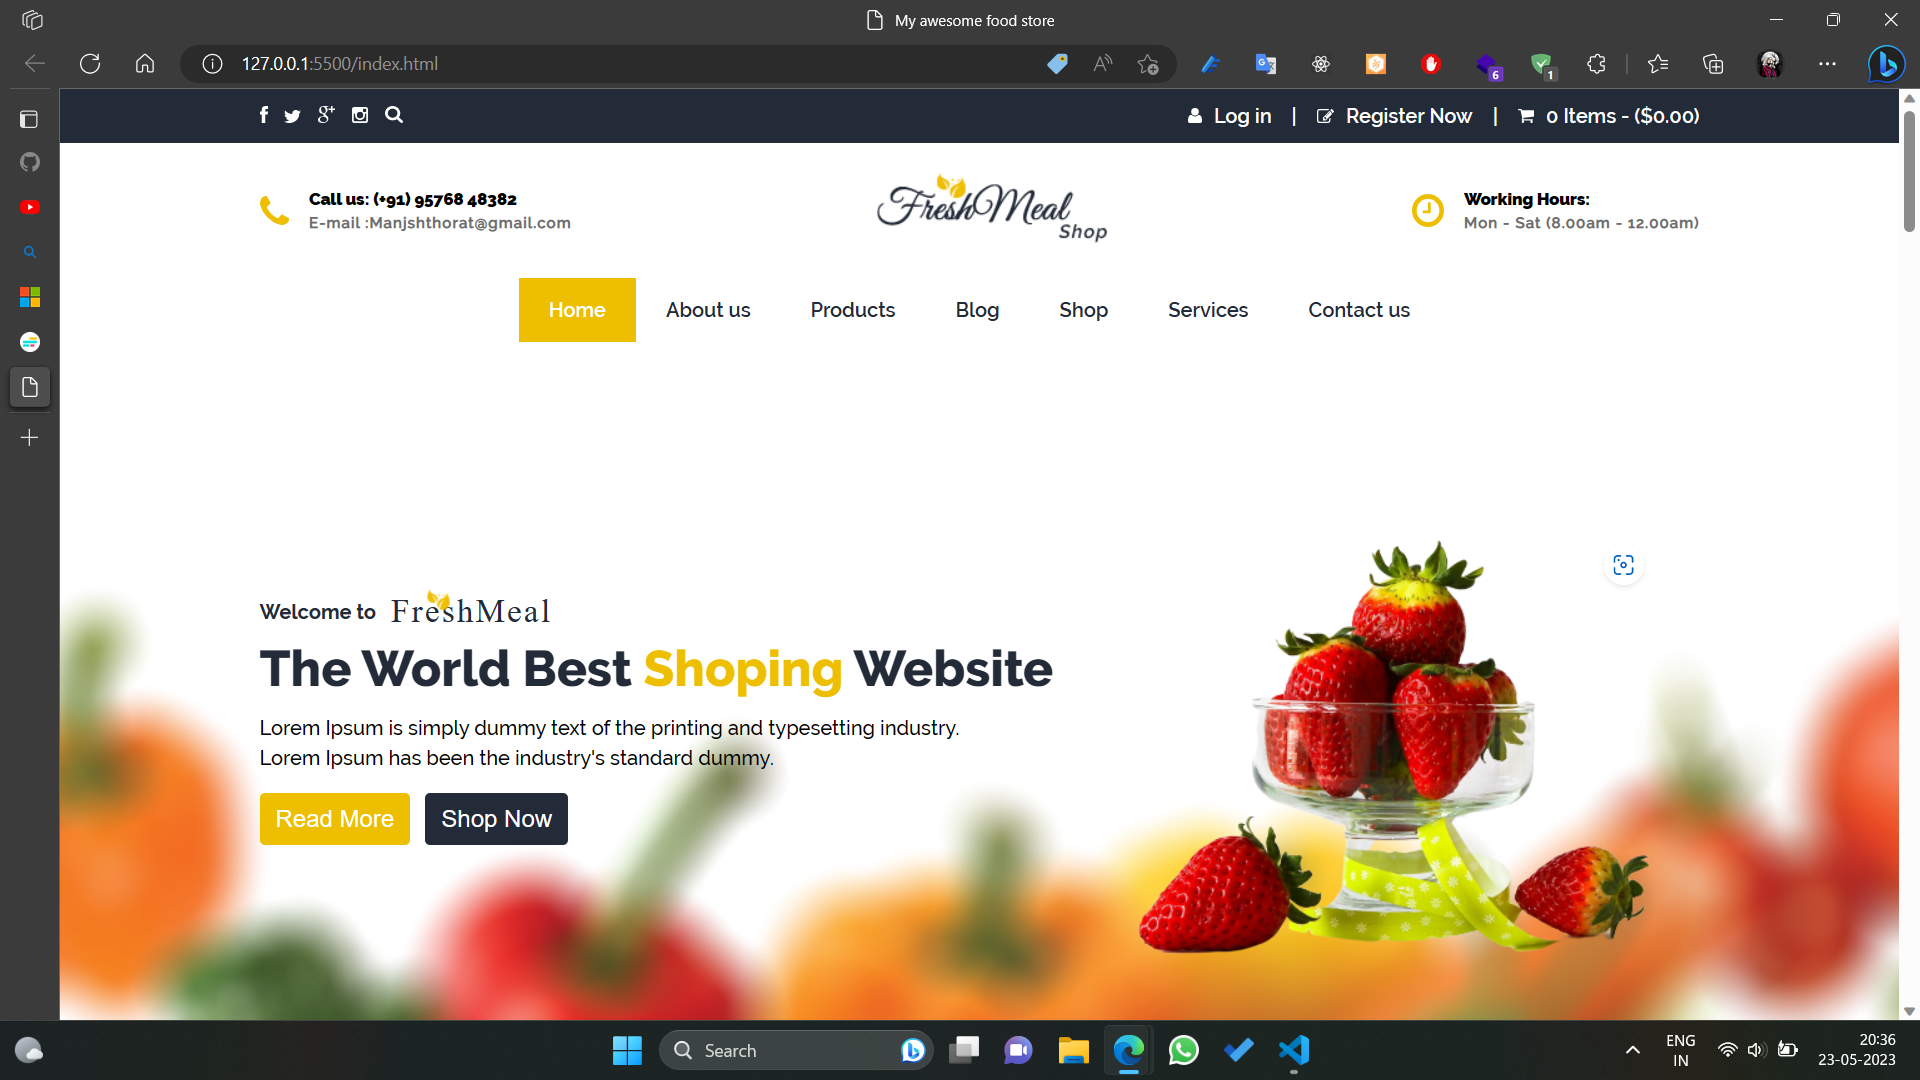 My awesome food store
127.0.0.1:5500/index.html
6
1
Log in | Register Now | 0 Items - ($0.00)
Call us: (+91) 95768 48382
E-mail :Manjshthorat@gmail.com
FreshMeal
Shop
Working Hours:
Mon - Sat (8.00am - 12.00am)
Home About us Products Blog Shop Services Contact us
Welcome to FreshMeal
The World Best Shoping Website
Lorem Ipsum is simply dummy text of the printing and typesetting industry.
Lorem Ipsum has been the industry's standard dummy.
Read More Shop Now
Search
ENG
IN
20:36
23-05-2023